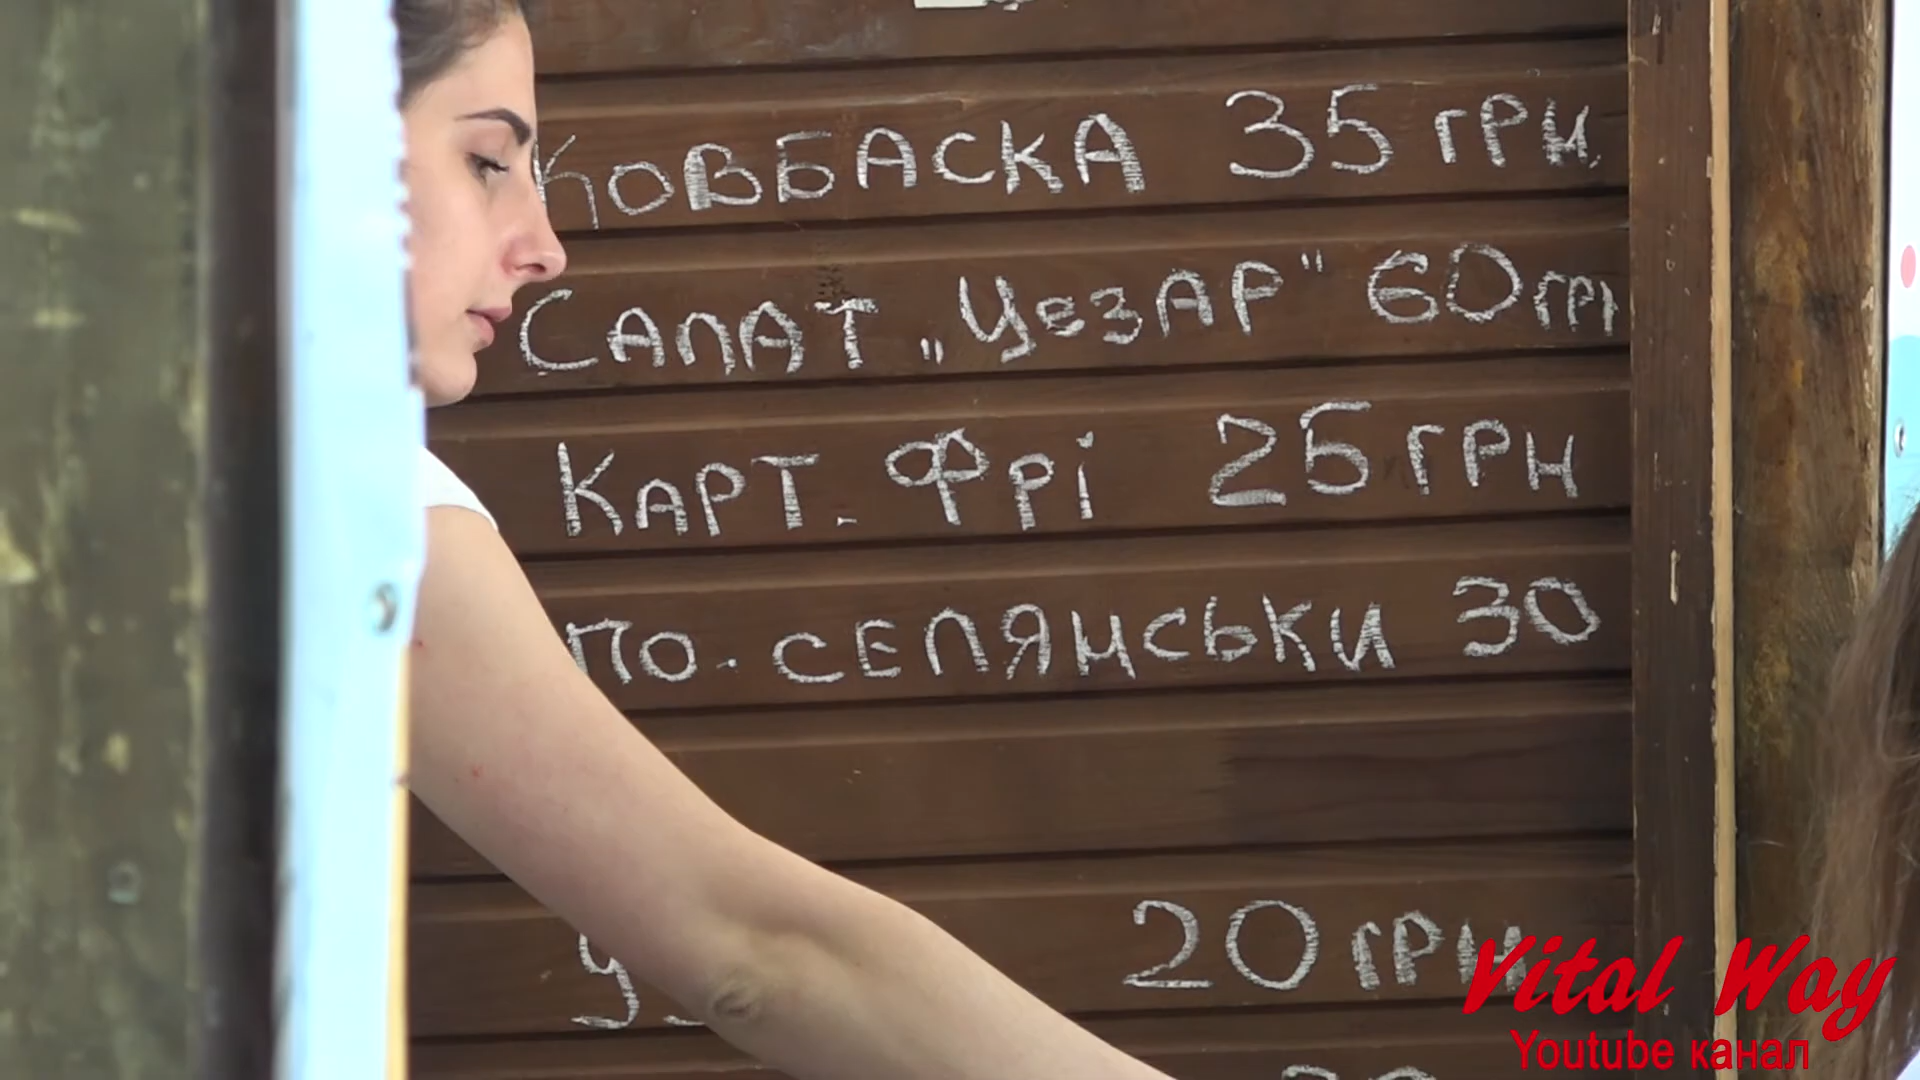 КОВБАСКА 35 ГРН.
САЛАТ „ЦЕЗАР" 60 грн
КАРТ. ФРІ 25 ГРН
ПО-СЕЛЯНСЬКИ 30
20 ГРН
Vital Way
Youtube канал